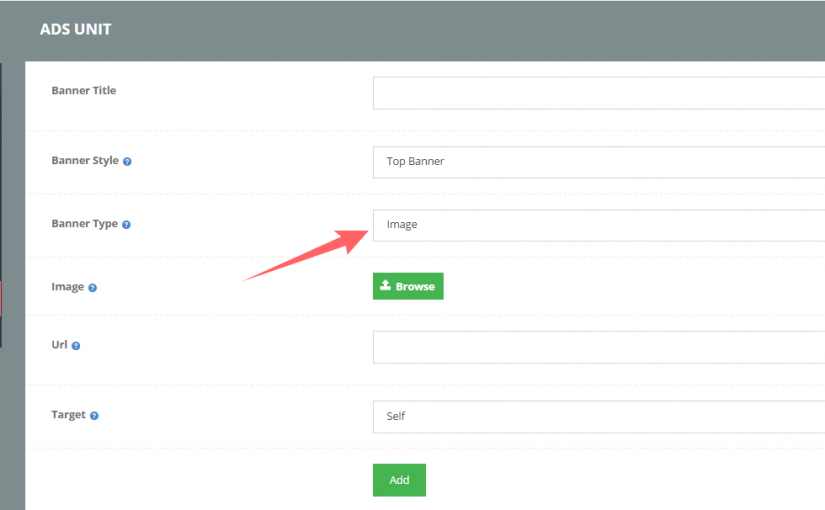 ADS UNIT
Banner Title
Banner Style ?
Top Banner
Banner Type ?
Image
Image ?
Browse
Url ?
Target ?
Self
Add